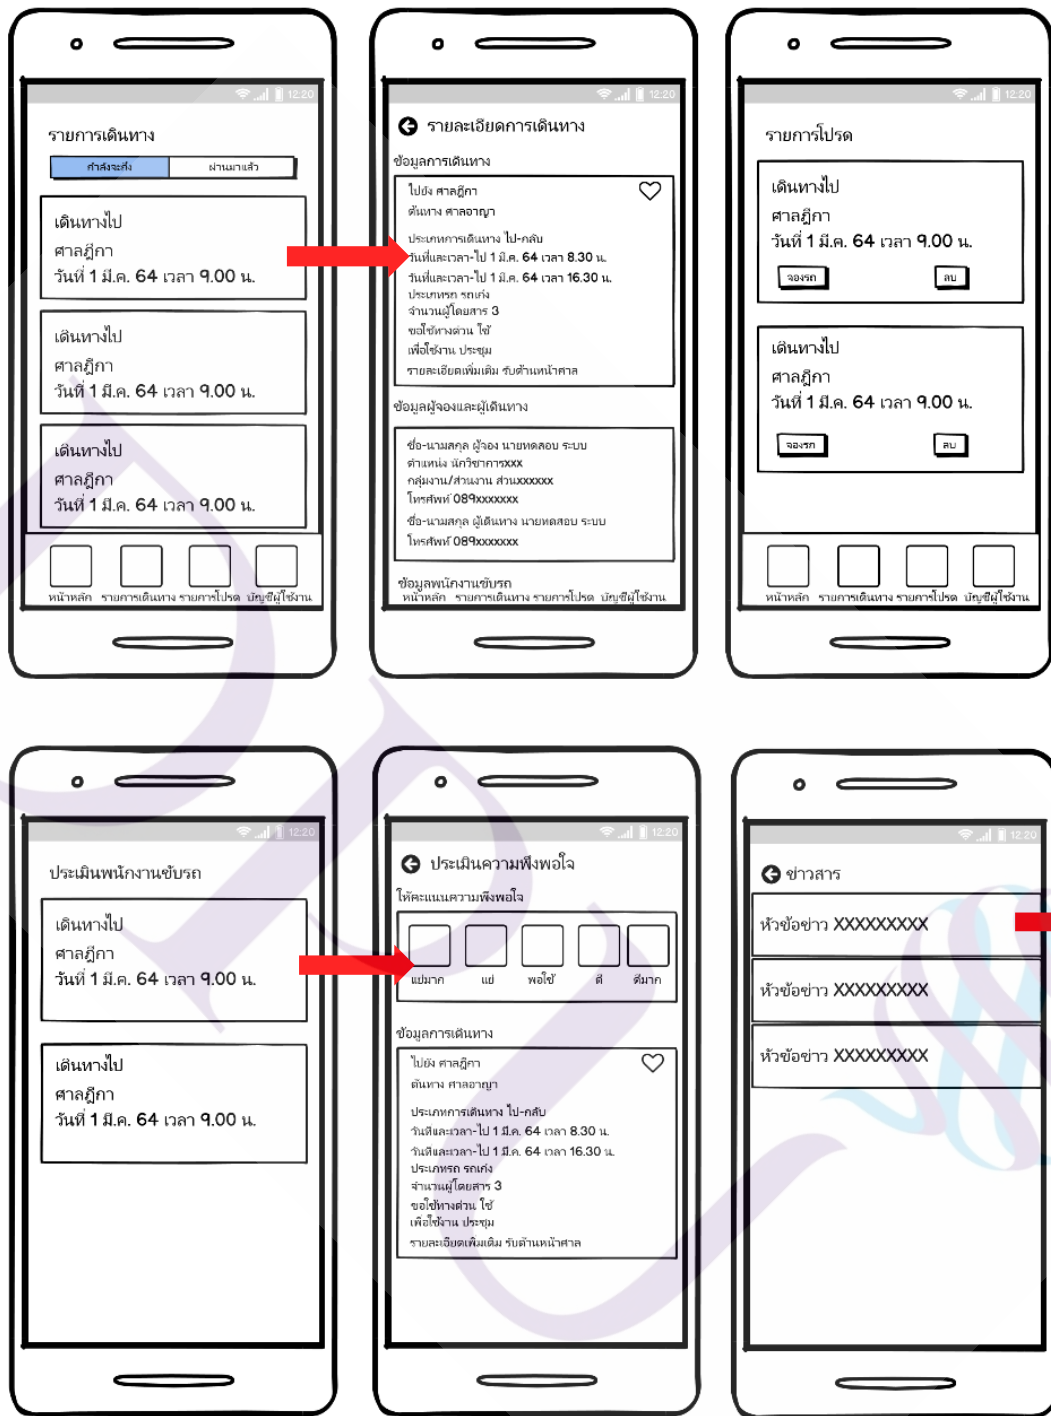 12:20
รายการเดินทาง
กำลังจะถึง ผ่านมาแล้ว
เดินทางไป
ศาลฎีกา
วันที่ 1 มี.ค. 64 เวลา 9.00 น.
เดินทางไป
ศาลฎีกา
วันที่ 1 มี.ค. 64 เวลา 9.00 น.
เดินทางไป
ศาลฎีกา
วันที่ 1 มี.ค. 64 เวลา 9.00 น.
หน้าหลัก รายการเดินทาง รายการโปรด บัญชีผู้ใช้งาน
12:20
รายละเอียดการเดินทาง
ข้อมูลการเดินทาง
ไปยัง ศาลฎีกา
ต้นทาง ศาลอาญา
ประเภทการเดินทาง ไป-กลับ
วันที่และเวลา-ไป 1 มี.ค. 64 เวลา 8.30 น.
วันที่และเวลา-ไป 1 มี.ค. 64 เวลา 16.30 น.
ประเภทรถ รถเก๋ง
จำนวนผู้โดยสาร 3
ขอใช้ทางด่วน ใช้
เพื่อใช้งาน ประชุม
รายละเอียดเพิ่มเติม รับด้านหน้าศาล
ข้อมูลผู้จองและผู้เดินทาง
ชื่อ-นามสกุล ผู้จอง นายทดสอบ ระบบ
ตำแหน่ง นักวิชาการxxx
กลุ่มงาน/ส่วนงาน ส่วนxxxxxx
โทรศัพท์ 089xxxxxxx
ชื่อ-นามสกุล ผู้เดินทาง นายทดสอบ ระบบ
โทรศัพท์ 089xxxxxxx
ข้อมูลพนักงานขับรถ
หน้าหลัก รายการเดินทาง รายการโปรด บัญชีผู้ใช้งาน
12:20
รายการโปรด
เดินทางไป
ศาลฎีกา
วันที่ 1 มี.ค. 64 เวลา 9.00 น.
จองรถ ลบ
เดินทางไป
ศาลฎีกา
วันที่ 1 มี.ค. 64 เวลา 9.00 น.
จองรถ ลบ
หน้าหลัก รายการเดินทาง รายการโปรด บัญชีผู้ใช้งาน
12:20
ประเมินพนักงานขับรถ
เดินทางไป
ศาลฎีกา
วันที่ 1 มี.ค. 64 เวลา 9.00 น.
เดินทางไป
ศาลฎีกา
วันที่ 1 มี.ค. 64 เวลา 9.00 น.
12:20
ประเมินความพึงพอใจ
ให้คะแนนความพึงพอใจ
แย่มาก แย่ พอใช้ ดี ดีมาก
ข้อมูลการเดินทาง
ไปยัง ศาลฎีกา
ต้นทาง ศาลอาญา
ประเภทการเดินทาง ไป-กลับ
วันที่และเวลา-ไป 1 มี.ค. 64 เวลา 8.30 น.
วันที่และเวลา-ไป 1 มี.ค. 64 เวลา 16.30 น.
ประเภทรถ รถเก๋ง
จำนวนผู้โดยสาร 3
ขอใช้ทางด่วน ใช้
เพื่อใช้งาน ประชุม
รายละเอียดเพิ่มเติม รับด้านหน้าศาล
12:20
ข่าวสาร
หัวข้อข่าว XXXXXXXXX
หัวข้อข่าว XXXXXXXXX
หัวข้อข่าว XXXXXXXXX